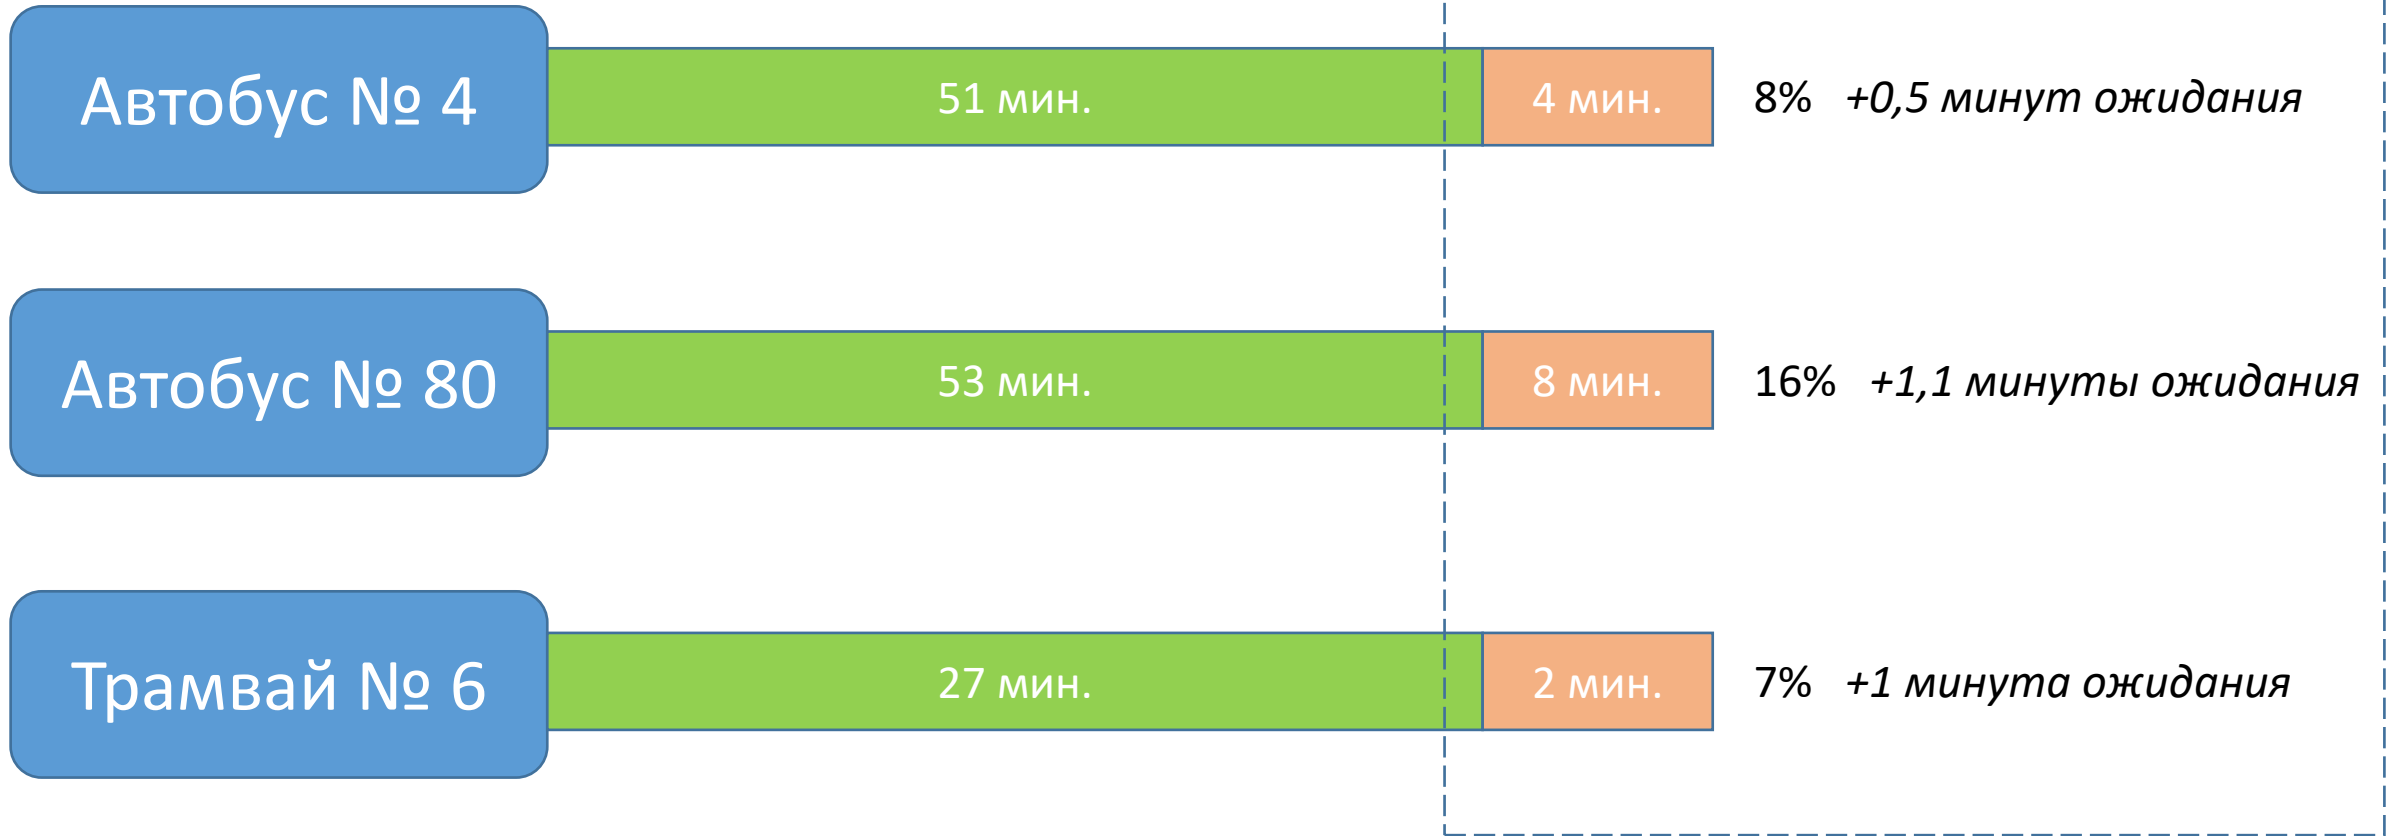 Автобус № 4 51 мин. 4 мин. 8% +0,5 минут ожидания
Автобус № 80 53 мин. 8 мин. 16% +1,1 минуты ожидания
Трамвай № 6 27 мин. 2 мин. 7% +1 минута ожидания